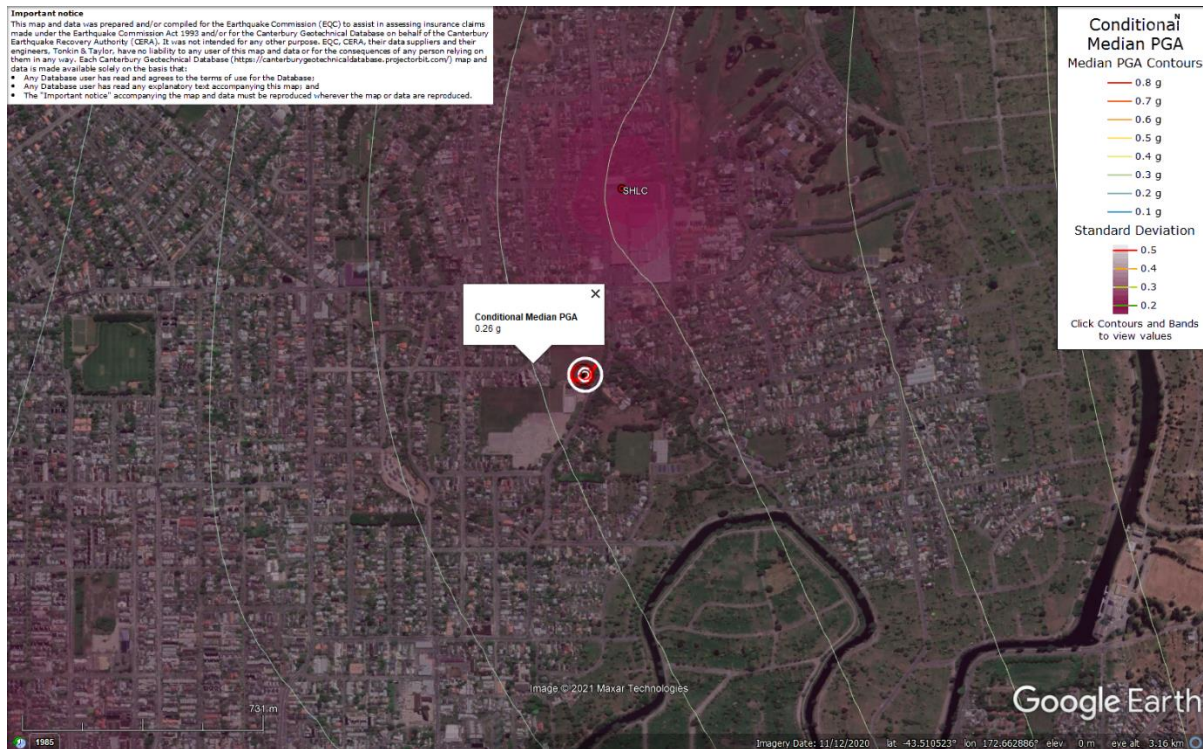 Important notice
This map and data was prepared and/or compiled for the Earthquake Commission (EQC) to assist in assessing insurance claims
made under the Earthquake Commission Act 1993 and/or for the Canterbury Geotechnical Database on behalf of the Canterbury
Earthquake Recovery Authority (CERA). It was not intended for any other purpose. EQC, CERA, their data suppliers and their
engineers, Tonkin & Taylor, have no liability to any user of this map and data or for the consequences of any person relying on
them in any way. Each Canterbury Geotechnical Database (https://canterburygeotechnicaldatabase.projectorbit.com/) map and
data is made available solely on the basis that:
• Any Database user has read and agrees to the terms of use for the Database;
• Any Database user has read any explanatory text accompanying this map; and
• The "Important notice" accompanying the map and data must be reproduced wherever the map or data are reproduced.
N
Conditional
Median PGA
Median PGA Contours
0.8 g
0.7 g
0.6 g
0.5 g
0.4 g
0.3 g
0.2 g
0.1 g
Standard Deviation
0.5
0.4
0.3
0.2
Click Contours and Bands
to view values
SHLC
Conditional Median PGA
0.26 g
Image © 2021 Maxar Technologies
731 m
Google Earth
1985
Imagery Date: 11/12/2020 lat -43.510523° lon 172.662886° elev 0 m eye alt 3.16 km